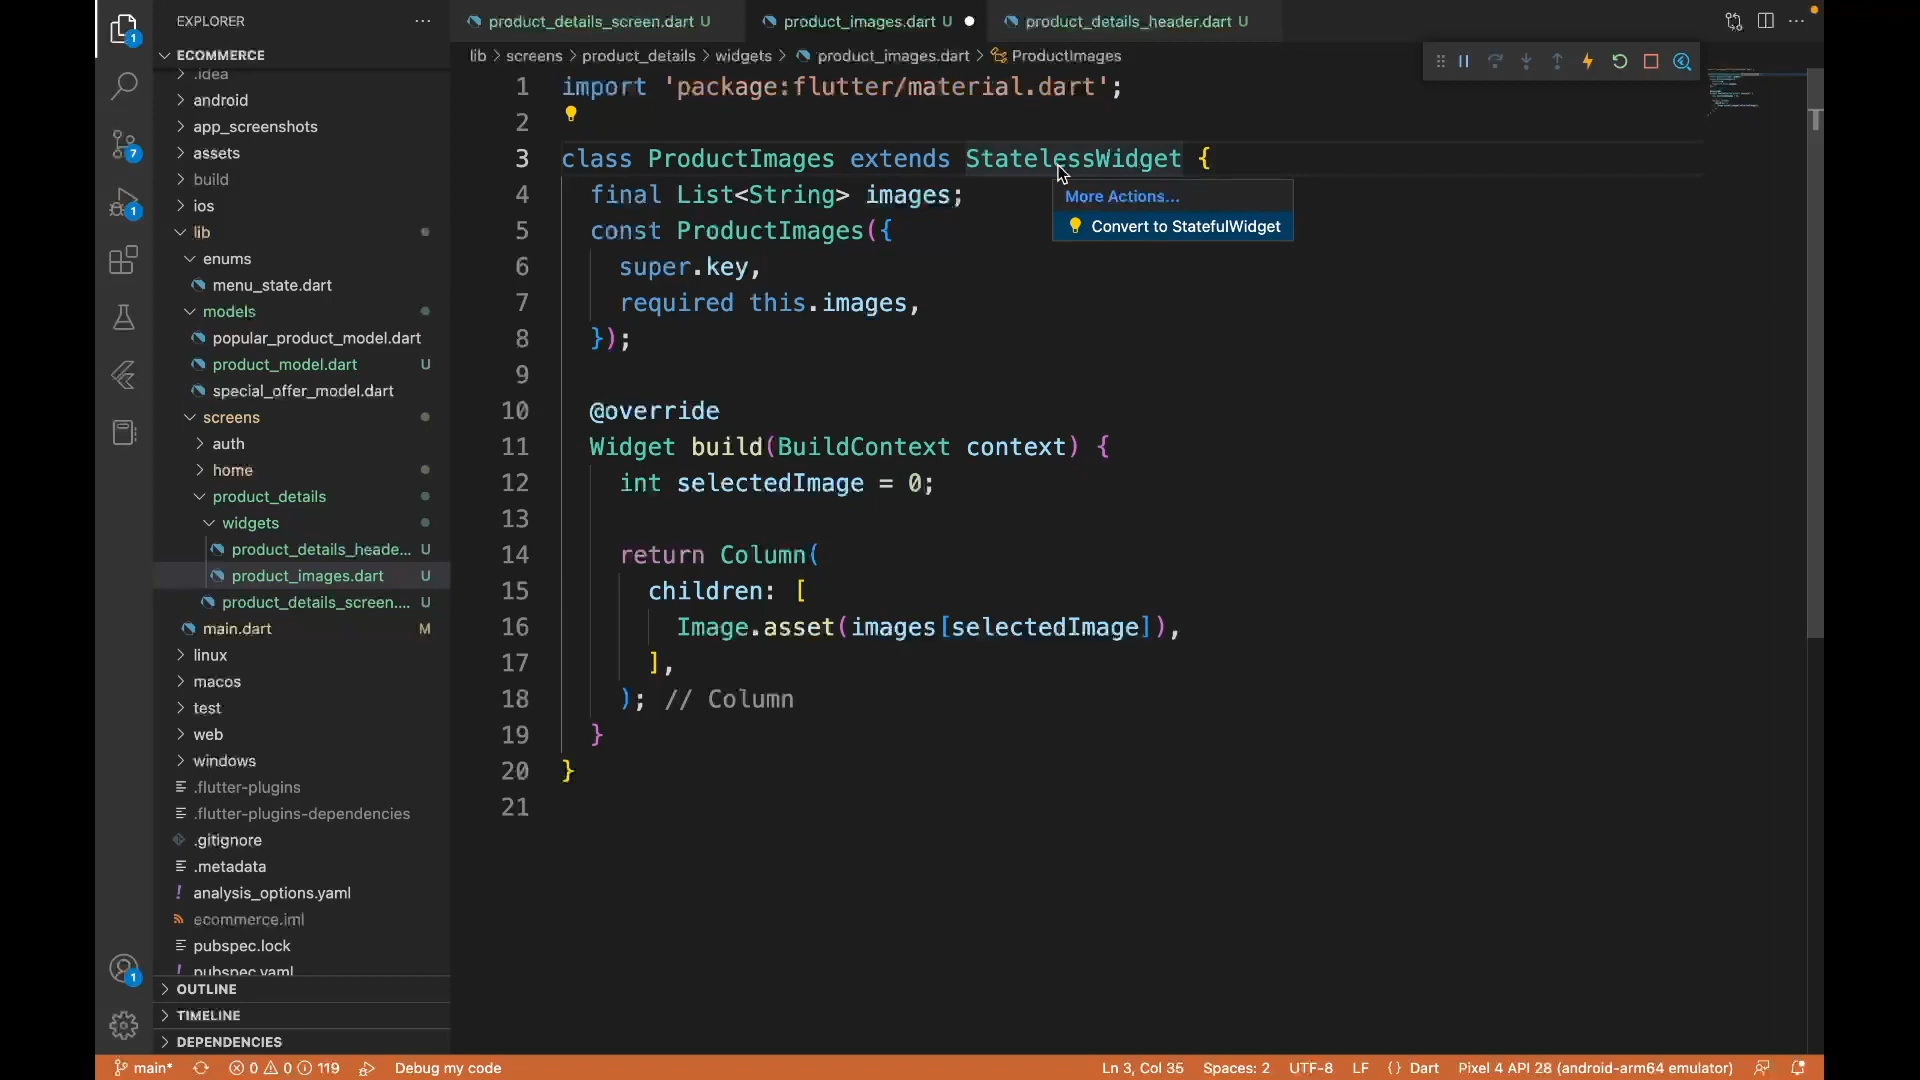 EXPLORER
ECOMMERCE
.idea
android
app_screenshots
assets
build
ios
lib
enums
menu_state.dart
models
popular_product_model.dart
product_model.dart U
special_offer_model.dart
screens
auth
home
product_details
widgets
product_details_heade... U
product_images.dart U
product_details_screen.... U
main.dart M
linux
macos
test
web
windows
.flutter-plugins
.flutter-plugins-dependencies
.gitignore
.metadata
analysis_options.yaml
ecommerce.iml
pubspec.lock
pubspec.yaml
OUTLINE
TIMELINE
DEPENDENCIES
1
7
1
1
product_details_screen.dart U
product_images.dart U
product_details_header.dart U
lib > screens > product_details > widgets > product_images.dart > ProductImages
1 import 'package:flutter/material.dart';
2
3 class ProductImages extends StatelessWidget {
4 final List<String> images;
5 const ProductImages({
6 super.key,
7 required this.images,
8 });
9
10 @override
11 Widget build(BuildContext context) {
12 int selectedImage = 0;
13
14 return Column(
15 children: [
16 Image.asset(images[selectedImage]),
17 ],
18 ); // Column
19 }
20 }
21
More Actions...
Convert to StatefulWidget
main* 0 0 119 Debug my code Ln 3, Col 35 Spaces: 2 UTF-8 LF {} Dart Pixel 4 API 28 (android-arm64 emulator)